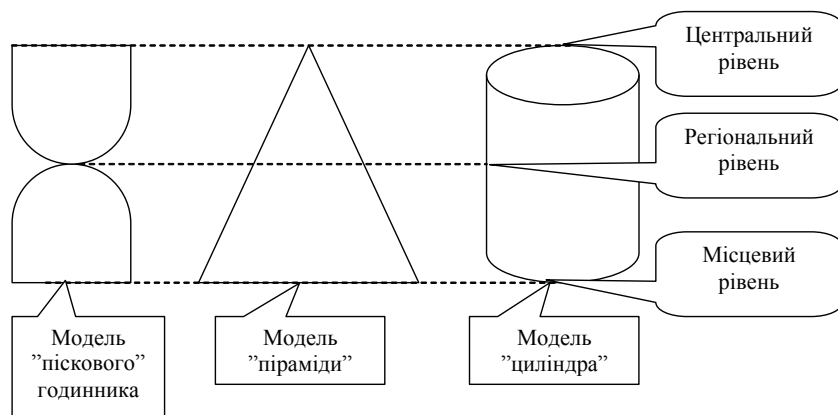 Центральний
рівень
Регіональний
рівень
Місцевий
рівень
Модель
”піскового”
годинника
Модель
”піраміди”
Модель
”циліндра”